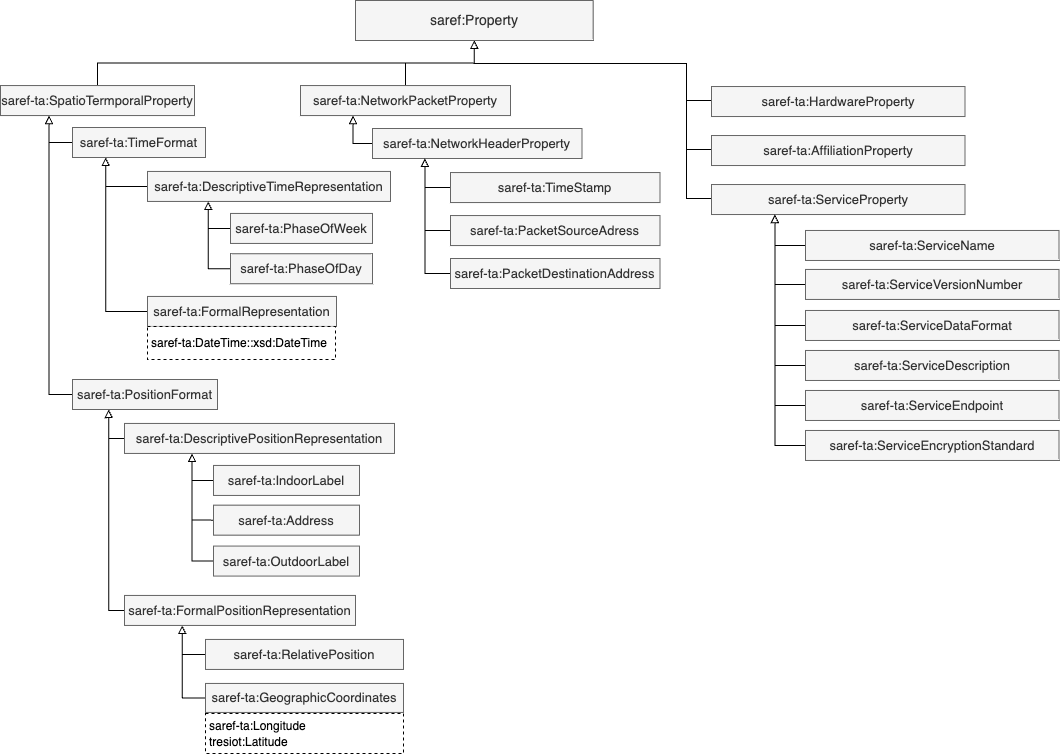 saref:Property
saref-ta:SpatioTermporalProperty
saref-ta:TimeFormat
saref-ta:DescriptiveTimeRepresentation
saref-ta:PhaseOfWeek
saref-ta:PhaseOfDay
saref-ta:FormalRepresentation
saref-ta:DateTime::xsd:DateTime
saref-ta:PositionFormat
saref-ta:DescriptivePositionRepresentation
saref-ta:IndoorLabel
saref-ta:Address
saref-ta:OutdoorLabel
saref-ta:FormalPositionRepresentation
saref-ta:RelativePosition
saref-ta:GeographicCoordinates
saref-ta:Longitude
tresiot:Latitude
saref-ta:NetworkPacketProperty
saref-ta:NetworkHeaderProperty
saref-ta:TimeStamp
saref-ta:PacketSourceAdress
saref-ta:PacketDestinationAddress
saref-ta:HardwareProperty
saref-ta:AffiliationProperty
saref-ta:ServiceProperty
saref-ta:ServiceName
saref-ta:ServiceVersionNumber
saref-ta:ServiceDataFormat
saref-ta:ServiceDescription
saref-ta:ServiceEndpoint
saref-ta:ServiceEncryptionStandard